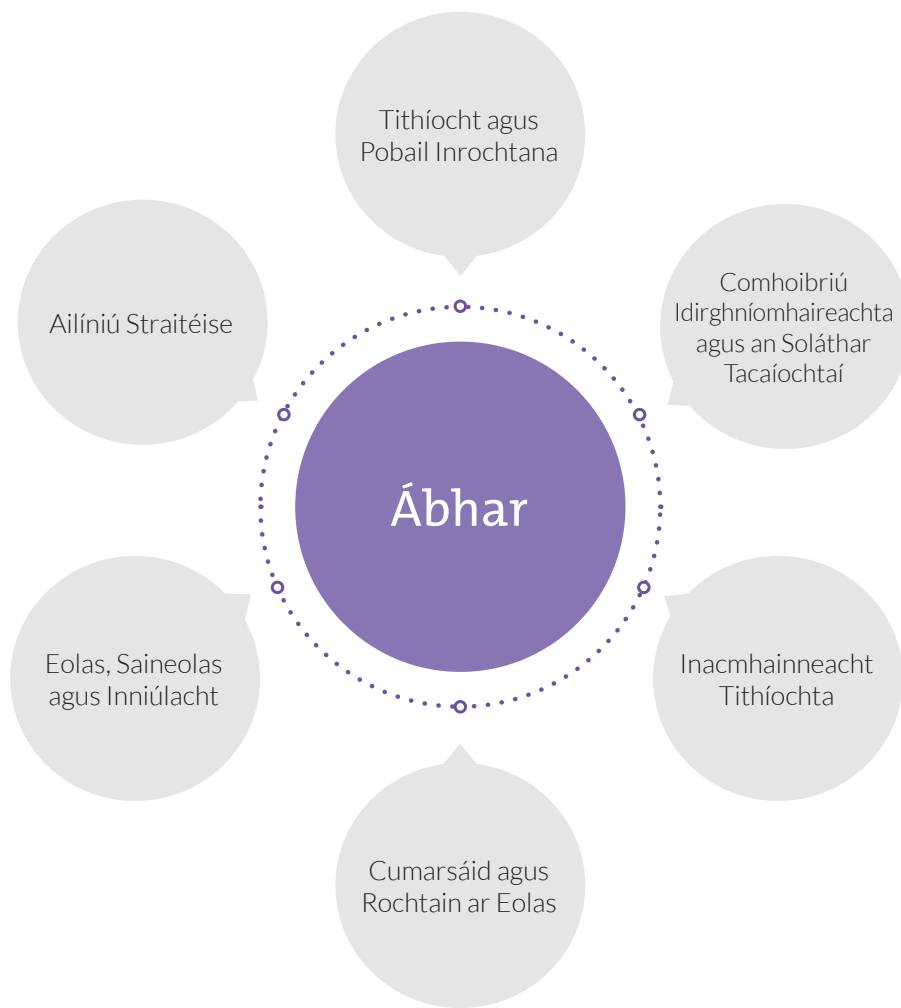 Tithíocht agus
Pobail Inrochtana
Comhoibriú
Idirghníomhaireachta
agus an Soláthar
Tacaíochtaí
Inacmhainneacht
Tithíochta
Cumarsáid agus
Rochtain ar Eolas
Eolas, Saineolas
agus Inniúlacht
Ailíniú Straitéise
Ábhar